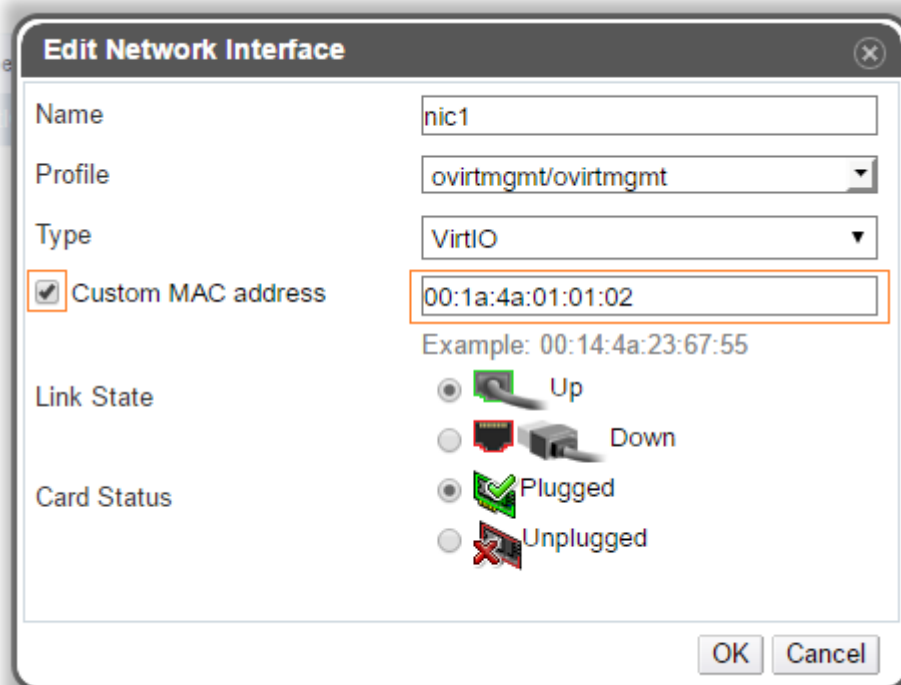 Edit Network Interface
Name
nic1
Profile
ovirtmgmt/ovirtmgmt
Type
VirtIO
Custom MAC address
00:1a:4a:01:01:02
Example: 00:14:4a:23:67:55
Link State
Up
Down
Card Status
Plugged
Unplugged
OK Cancel